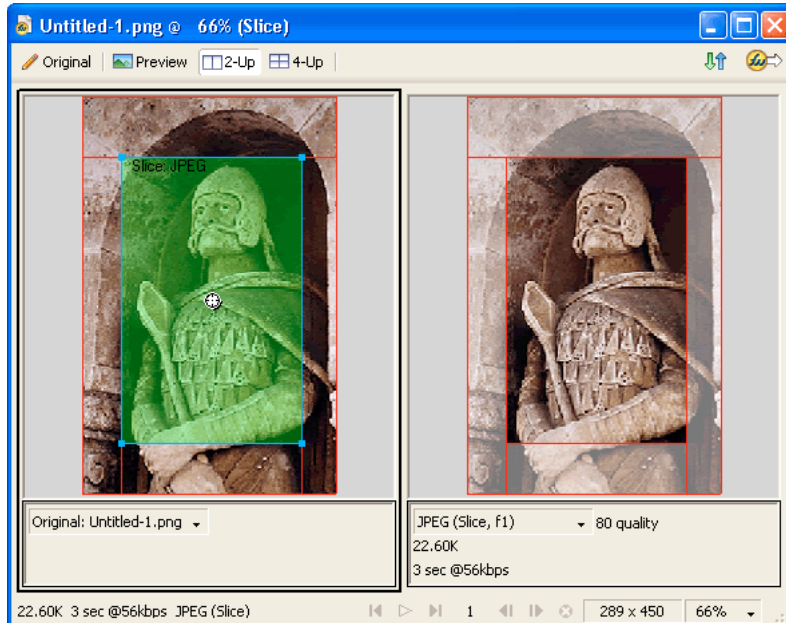 Untitled-1.png @ 66% (Slice)
Original Preview 2-Up 4-Up
Slice: JPEG
Original: Untitled-1.png
JPEG (Slice, f1) 80 quality
22.60K
3 sec @56kbps
22.60K 3 sec @56kbps JPEG (Slice) 1 289 x 450 66%